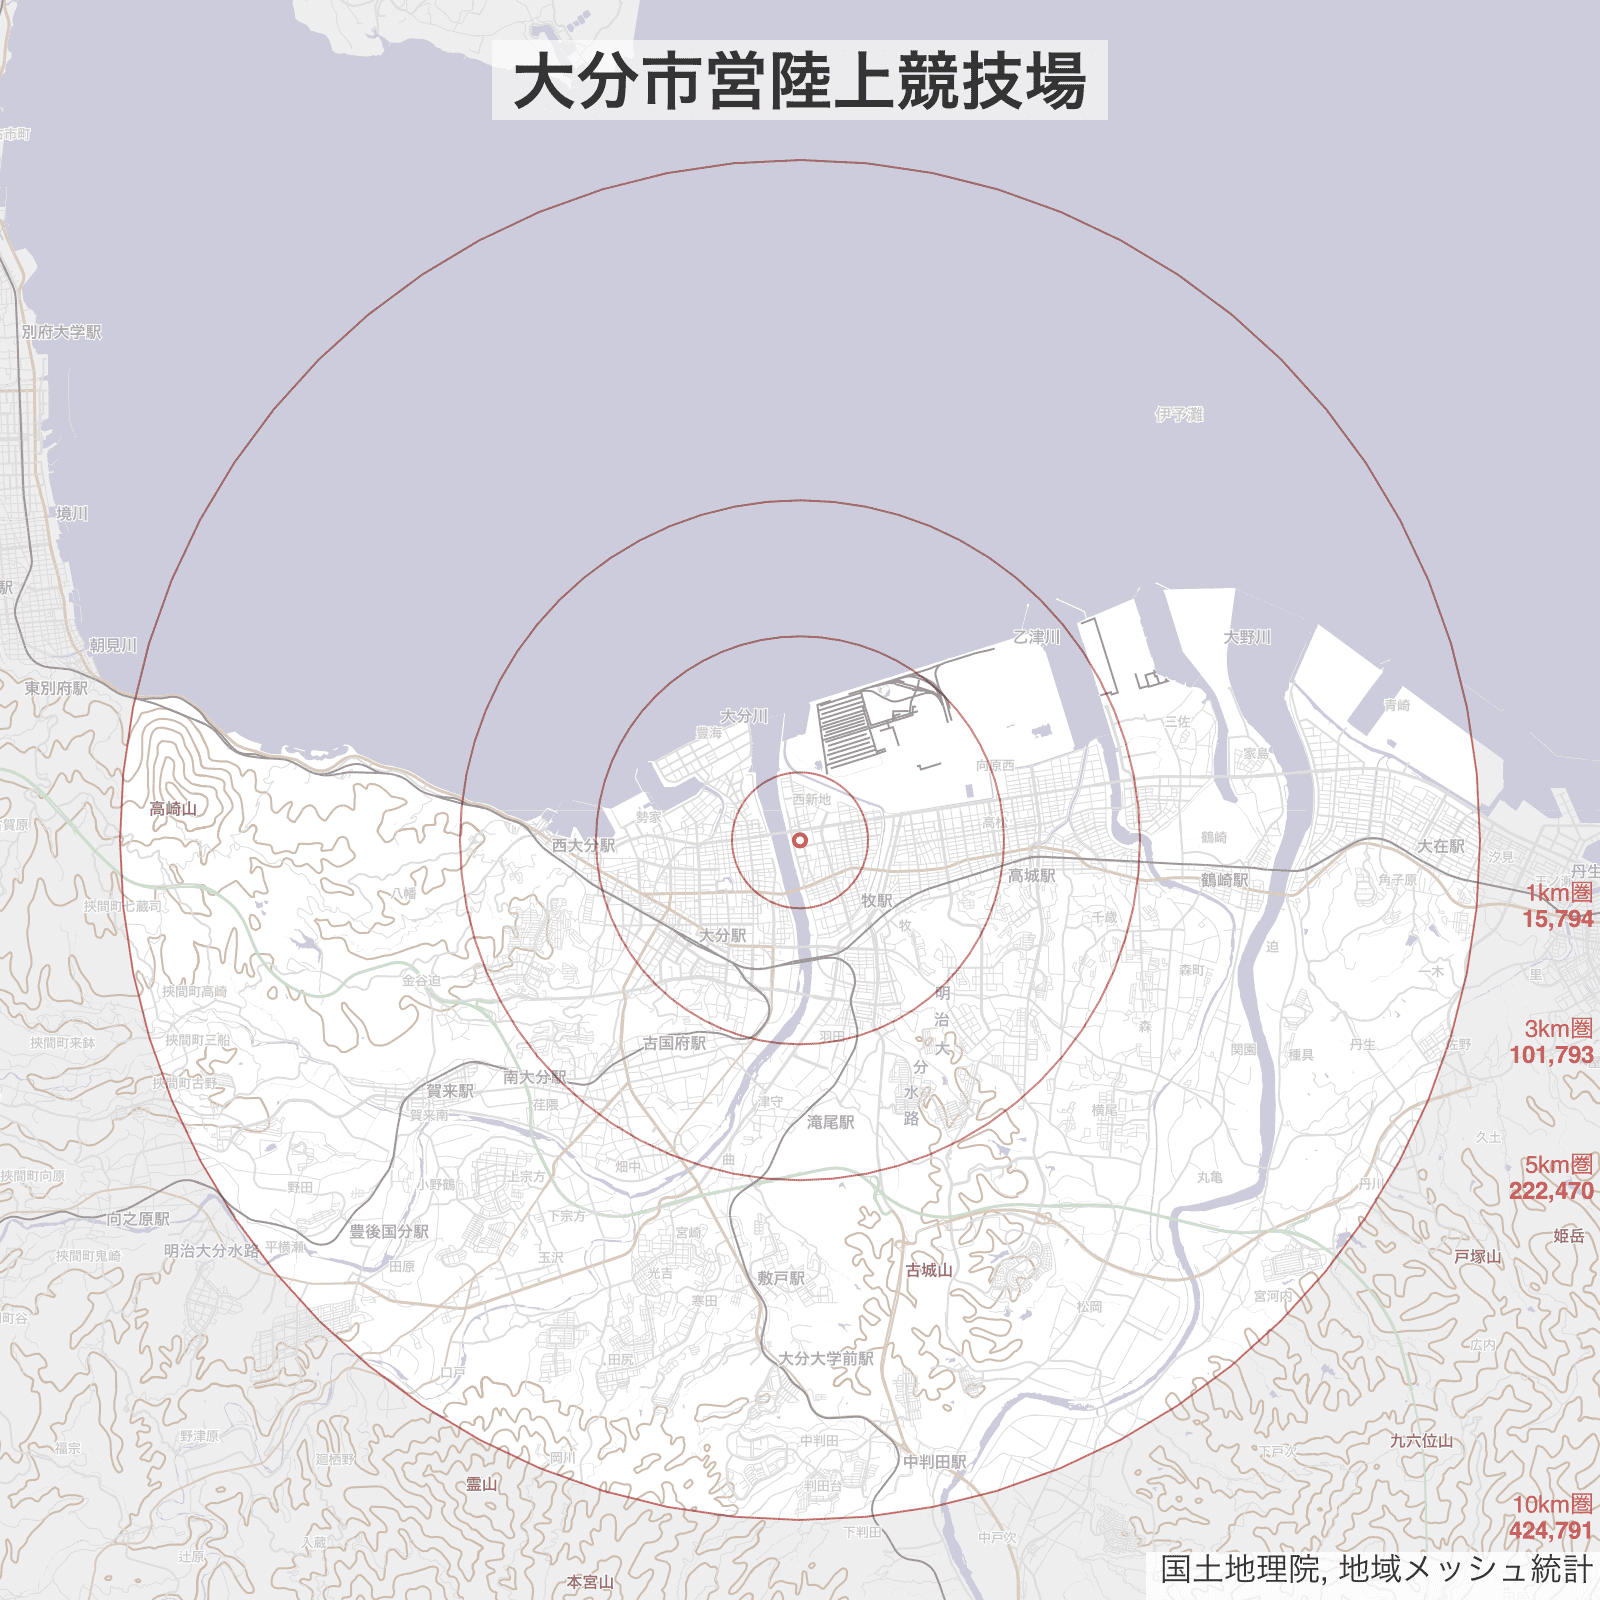 大分市営陸上競技場
別府大学駅
伊予灘
境川
朝見川
乙津川
大野川
東別府駅
青崎
大分川
三佐
豊海
家島
向原西
西新地
高崎山
勢家
高松
鶴崎
西大分駅
大在駅
汐見
高城駅
鶴崎駅
角子原
八幡
牧駅
1km圏
15,794
挾間町七蔵司
千歳
牧
大分駅
迫
金谷迫
森町
一木
里
挾間町高崎
明治大分水路
3km圏
101,793
挾間町三船
挾間町来鉢
古国府駅
羽田
森
関園
種具
丹生
佐野
南大分駅
挾間町古野
賀来駅
荏隈
賀来南
津守
滝尾駅
横尾
久土
5km圏
222,470
挾間町向原
上宗方
畑中
曲
小野鶴
野田
丸亀
丹川
向之原駅
下宗方
豊後国分駅
宮崎
姫岳
明治大分水路
平横瀬
挾間町鬼崎
田原
玉沢
戸塚山
光吉
敷戸駅
古城山
寒田
松岡
宮河内
広内
田尻
大分大学前駅
口戸
野津原
中判田
九六位山
福宗
廻栖野
岡川
中判田駅
下戸次
霊山
判田台
10km圏
424,791
下判田
中戸次
入蔵
辻原
本宮山
国土地理院, 地域メッシュ統計